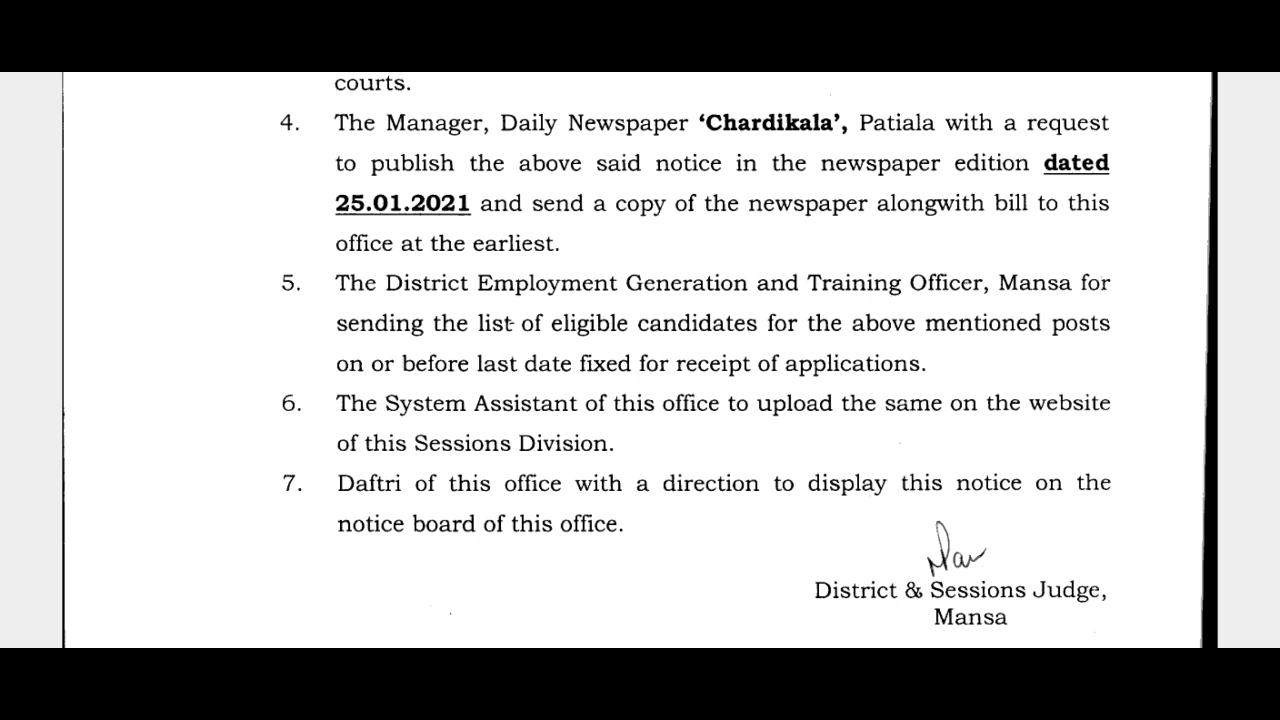 courts.
4. The Manager, Daily Newspaper ‘Chardikala’, Patiala with a request
to publish the above said notice in the newspaper edition dated
25.01.2021 and send a copy of the newspaper alongwith bill to this
office at the earliest.
5. The District Employment Generation and Training Officer, Mansa for
sending the list of eligible candidates for the above mentioned posts
on or before last date fixed for receipt of applications.
6. The System Assistant of this office to upload the same on the website
of this Sessions Division.
7. Daftri of this office with a direction to display this notice on the
notice board of this office.
District & Sessions Judge,
Mansa